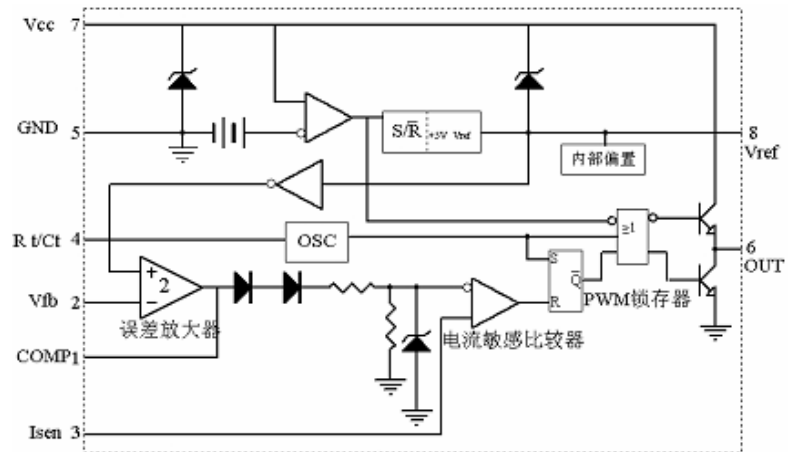 Vcc 7
GND 5
S/R̅ +5V Vref
8 Vref
内部偏置
R t/Ct 4
OSC
≥1
6 OUT
S
Q̅
R
PWM锁存器
+
2
−
Vfb 2
误差放大器
电流敏感比较器
COMP1
Isen 3